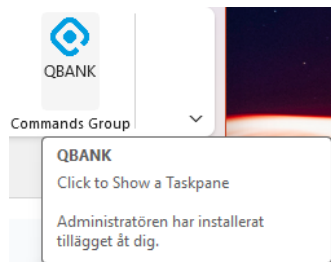 QBANK
Commands Group
QBANK
Click to Show a Taskpane
Administratören har installerat
tillägget åt dig.